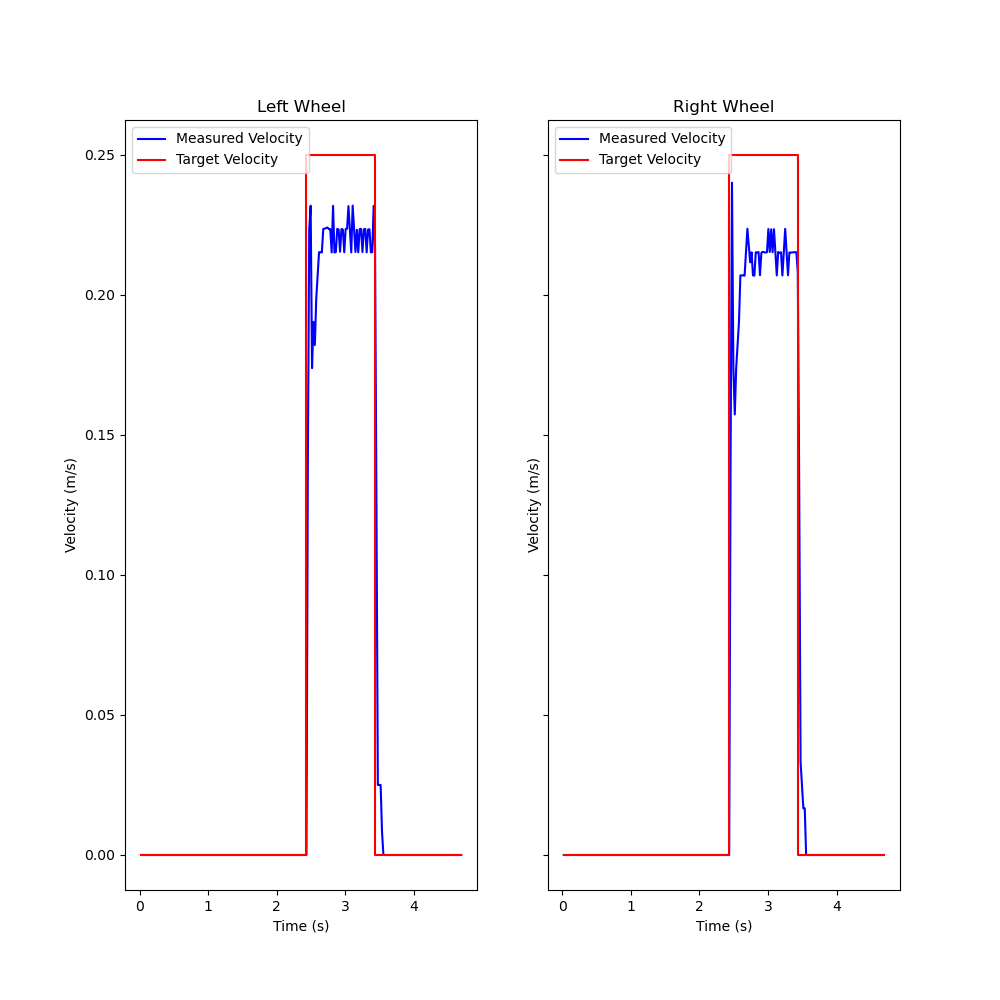 Left Wheel
Measured Velocity
Target Velocity
0.25
0.20
0.15
0.10
0.05
0.00
Velocity (m/s)
0 1 2 3 4
Time (s)
Right Wheel
Measured Velocity
Target Velocity
Velocity (m/s)
0 1 2 3 4
Time (s)